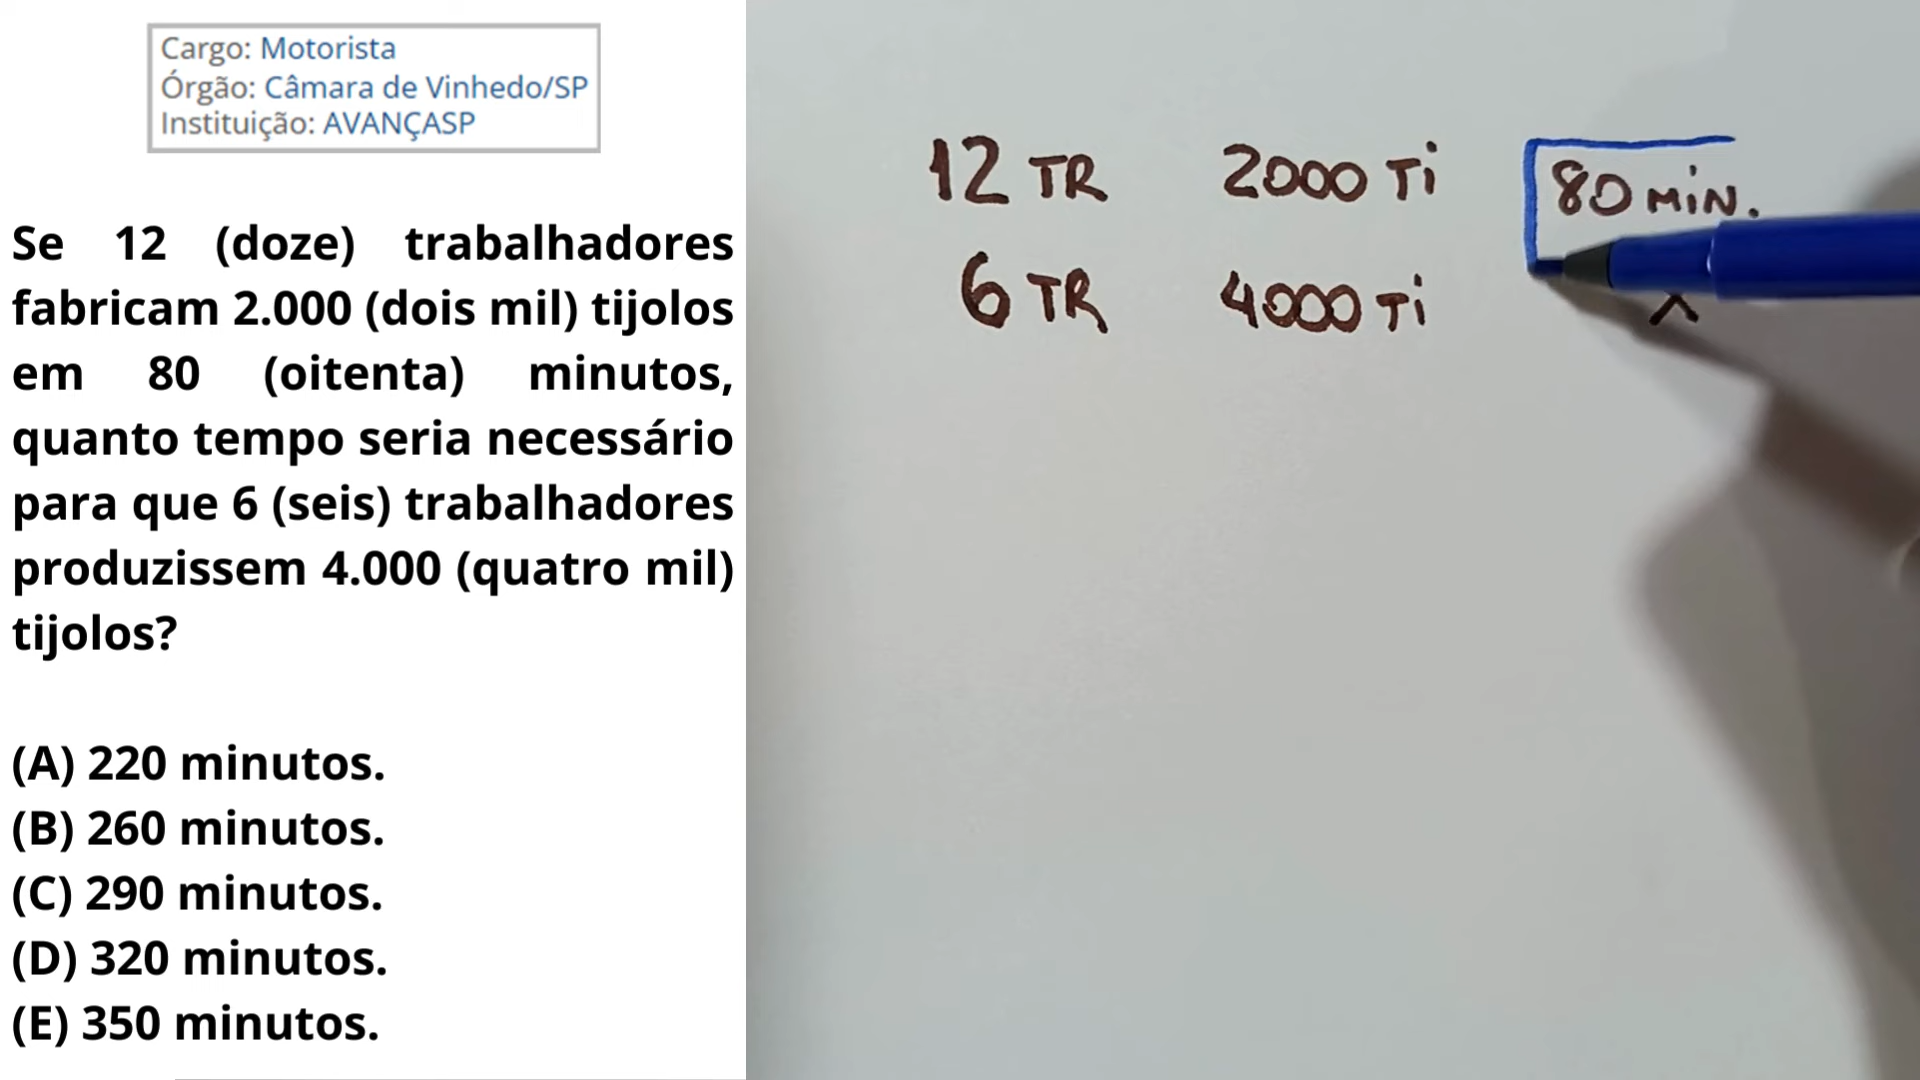 Cargo: Motorista
Órgão: Câmara de Vinhedo/SP
Instituição: AVANÇASP
Se 12 (doze) trabalhadores
fabricam 2.000 (dois mil) tijolos
em 80 (oitenta) minutos,
quanto tempo seria necessário
para que 6 (seis) trabalhadores
produzissem 4.000 (quatro mil)
tijolos?
(A) 220 minutos.
(B) 260 minutos.
(C) 290 minutos.
(D) 320 minutos.
(E) 350 minutos.
12 TR 2000 Ti 80 MiN.
6 TR 4000 Ti